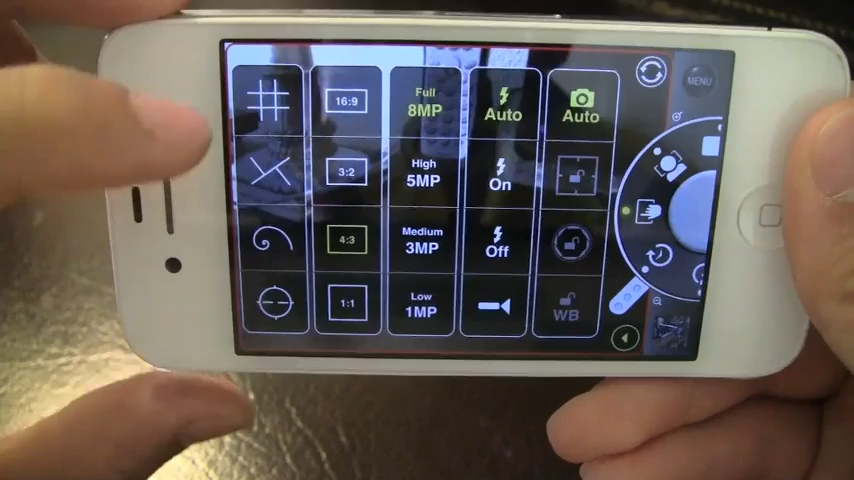 16:9
3:2
4:3
1:1
Full
8MP
High
5MP
Medium
3MP
Low
1MP
Auto
On
Off
Auto
WB
MENU